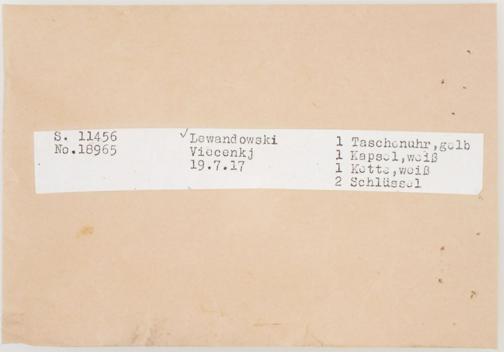 S. 11456
No.18965
✓Lewandowski
Viecenkj
19.7.17
1 Taschenuhr,gelb
1 Kapsel,weiß
1 Kette,weiß
2 Schlüssel